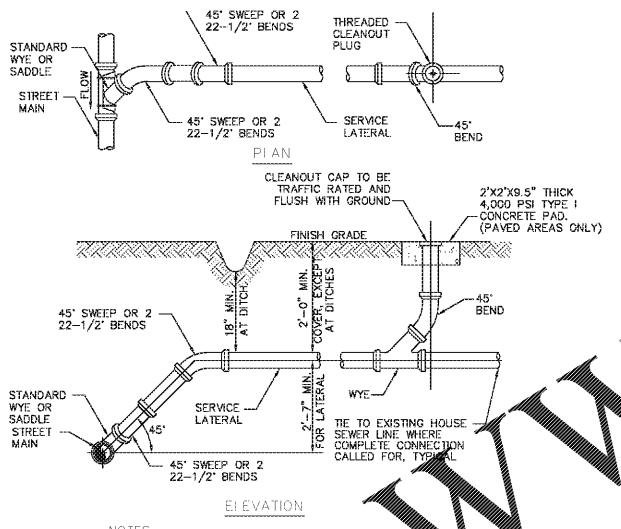 45° SWEEP OR 2
22-1/2° BENDS
THREADED
CLEANOUT
PLUG
STANDARD
WYE OR
SADDLE
FLOW
STREET
MAIN
45° SWEEP OR 2
22-1/2° BENDS
SERVICE
LATERAL
45°
BEND
PLAN
CLEANOUT CAP TO BE
TRAFFIC RATED AND
FLUSH WITH GROUND
2'X2'X9.5" THICK
4,000 PSI TYPE I
CONCRETE PAD.
(PAVED AREAS ONLY)
FINISH GRADE
18" MIN.
AT DITCH
2'-0" MIN.
COVER, EXCEPT
AT DITCHES
45° SWEEP OR 2
22-1/2° BENDS
45°
BEND
STANDARD
WYE OR
SADDLE
STREET
MAIN
SERVICE
LATERAL
2'-7" MIN.
FOR LATERAL
WYE
45°
45° SWEEP OR 2
22-1/2° BENDS
TIE TO EXISTING HOUSE
SEWER LINE WHERE
COMPLETE CONNECTION
CALLED FOR, TYPICAL
ELEVATION
NOTES
WW